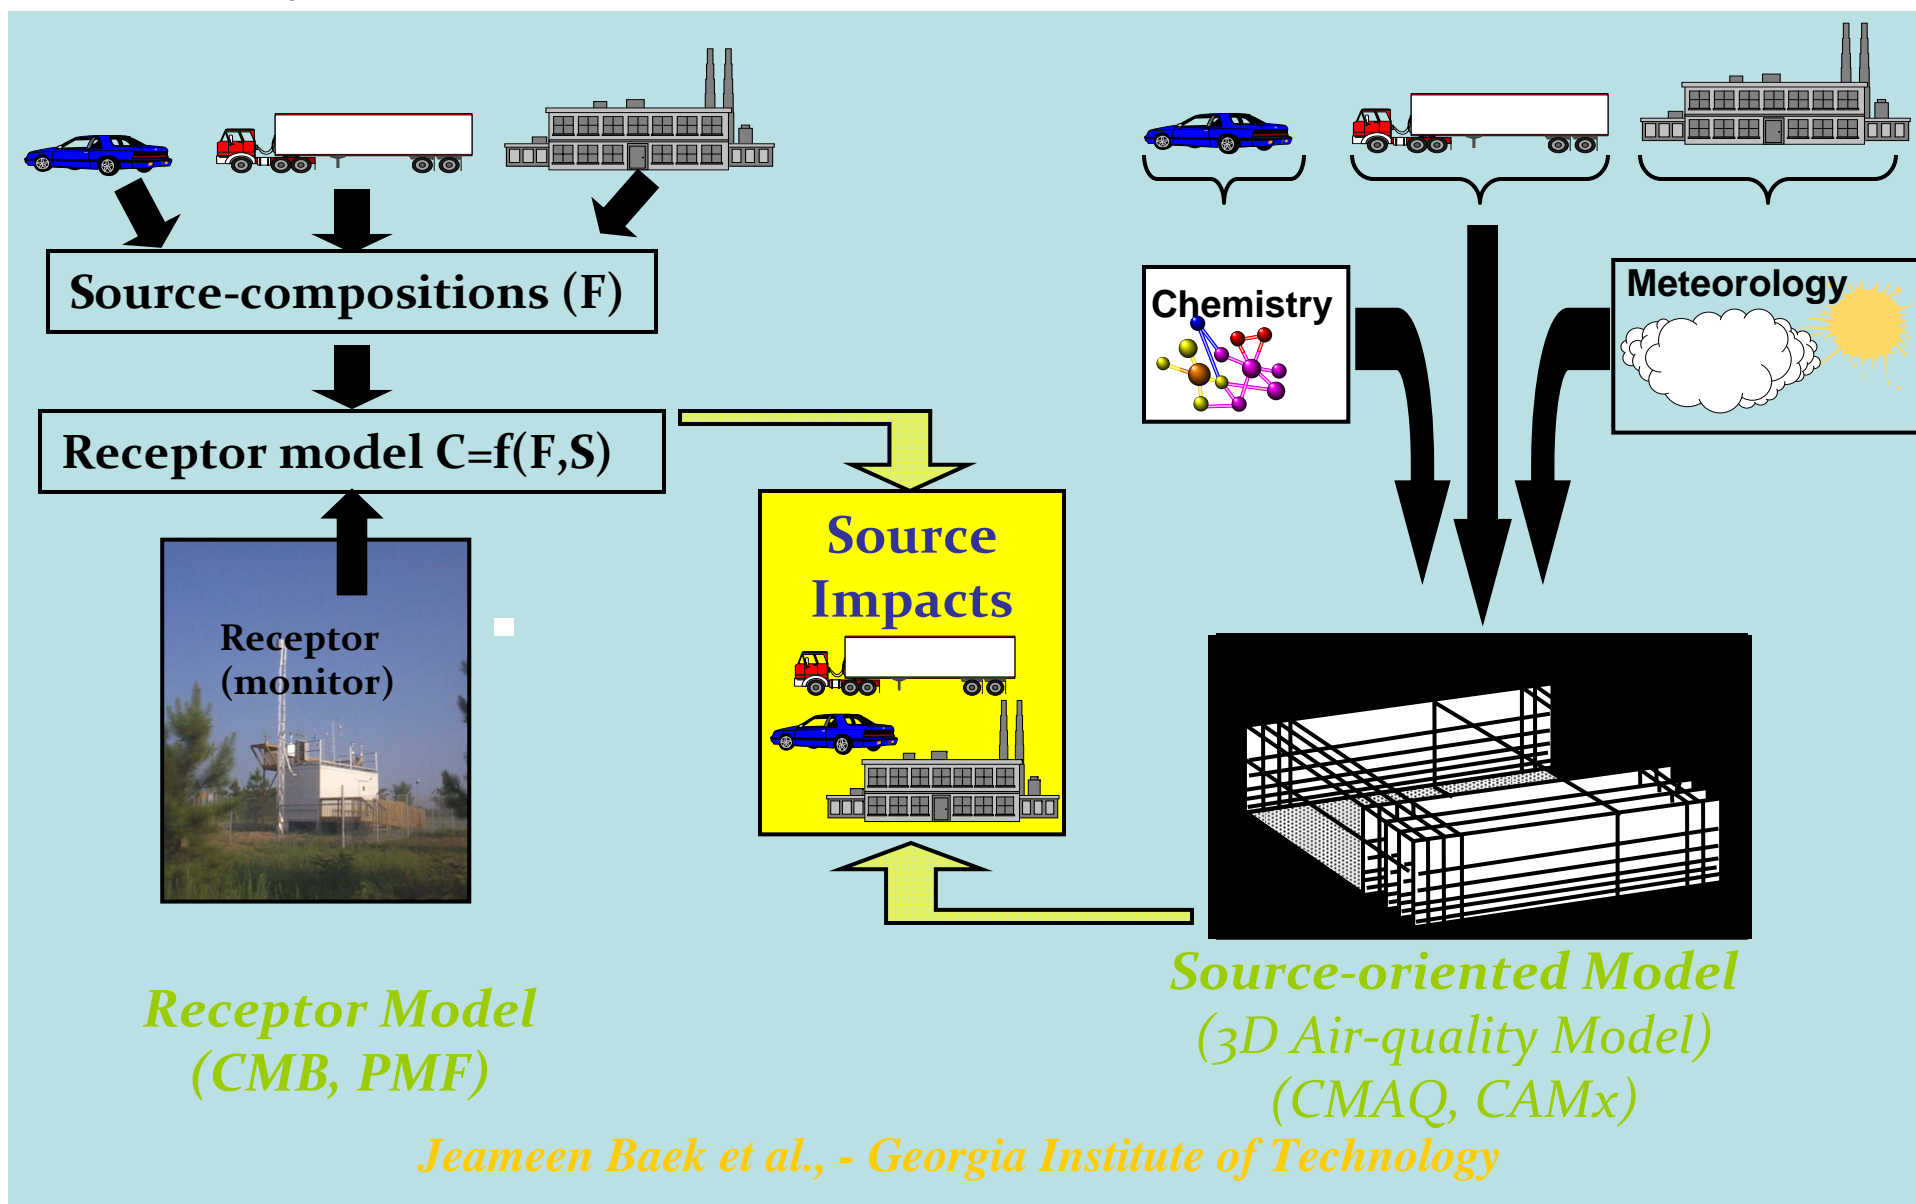 Source-compositions (F)
Receptor model C=f(F,S)
Receptor
(monitor)
Receptor Model
(CMB, PMF)
Source
Impacts
Chemistry
Meteorology
Source-oriented Model
(3D Air-quality Model)
(CMAQ, CAMx)
Jeameen Baek et al., - Georgia Institute of Technology